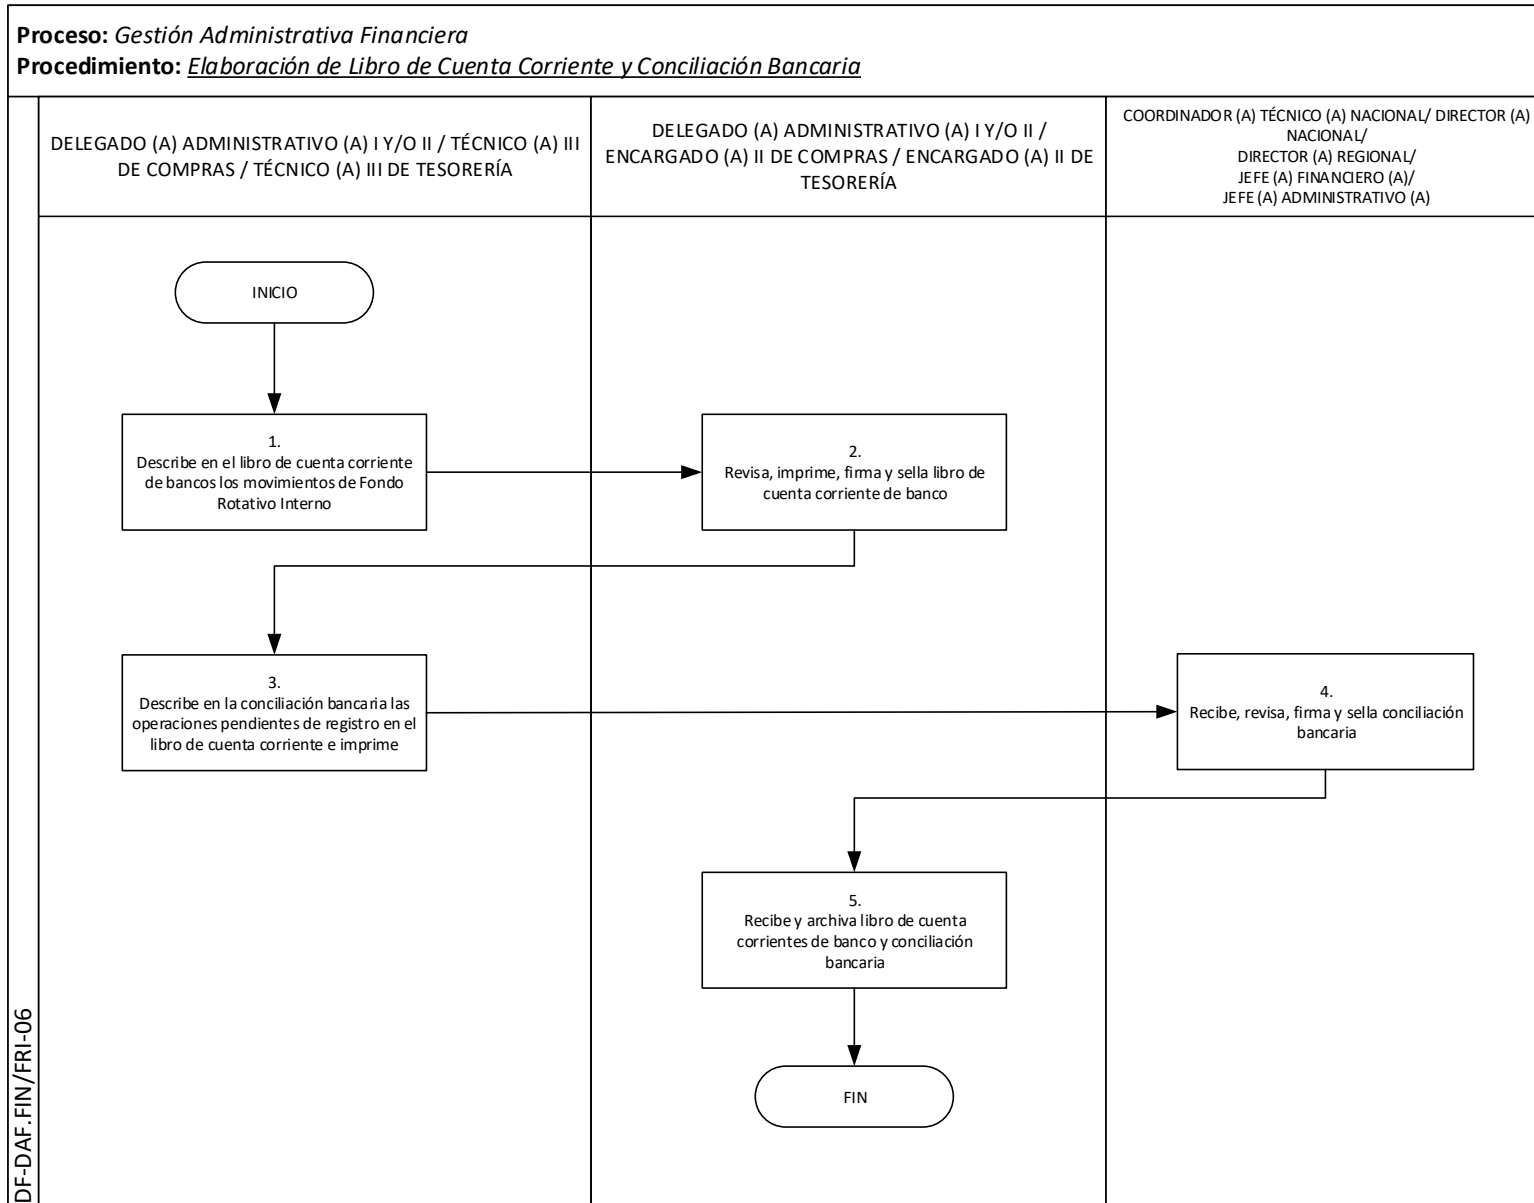 Proceso: Gestión Administrativa Financiera
Procedimiento: Elaboración de Libro de Cuenta Corriente y Conciliación Bancaria
DELEGADO (A) ADMINISTRATIVO (A) I Y/O II / TÉCNICO (A) III
DE COMPRAS / TÉCNICO (A) III DE TESORERÍA
DELEGADO (A) ADMINISTRATIVO (A) I Y/O II /
ENCARGADO (A) II DE COMPRAS / ENCARGADO (A) II DE
TESORERÍA
COORDINADOR (A) TÉCNICO (A) NACIONAL/ DIRECTOR (A)
NACIONAL/
DIRECTOR (A) REGIONAL/
JEFE (A) FINANCIERO (A)/
JEFE (A) ADMINISTRATIVO (A)
INICIO
1.
Describe en el libro de cuenta corriente
de bancos los movimientos de Fondo
Rotativo Interno
2.
Revisa, imprime, firma y sella libro de
cuenta corriente de banco
3.
Describe en la conciliación bancaria las
operaciones pendientes de registro en el
libro de cuenta corriente e imprime
4.
Recibe, revisa, firma y sella conciliación
bancaria
5.
Recibe y archiva libro de cuenta
corrientes de banco y conciliación
bancaria
FIN
DF-DAF.FIN/FRI-06